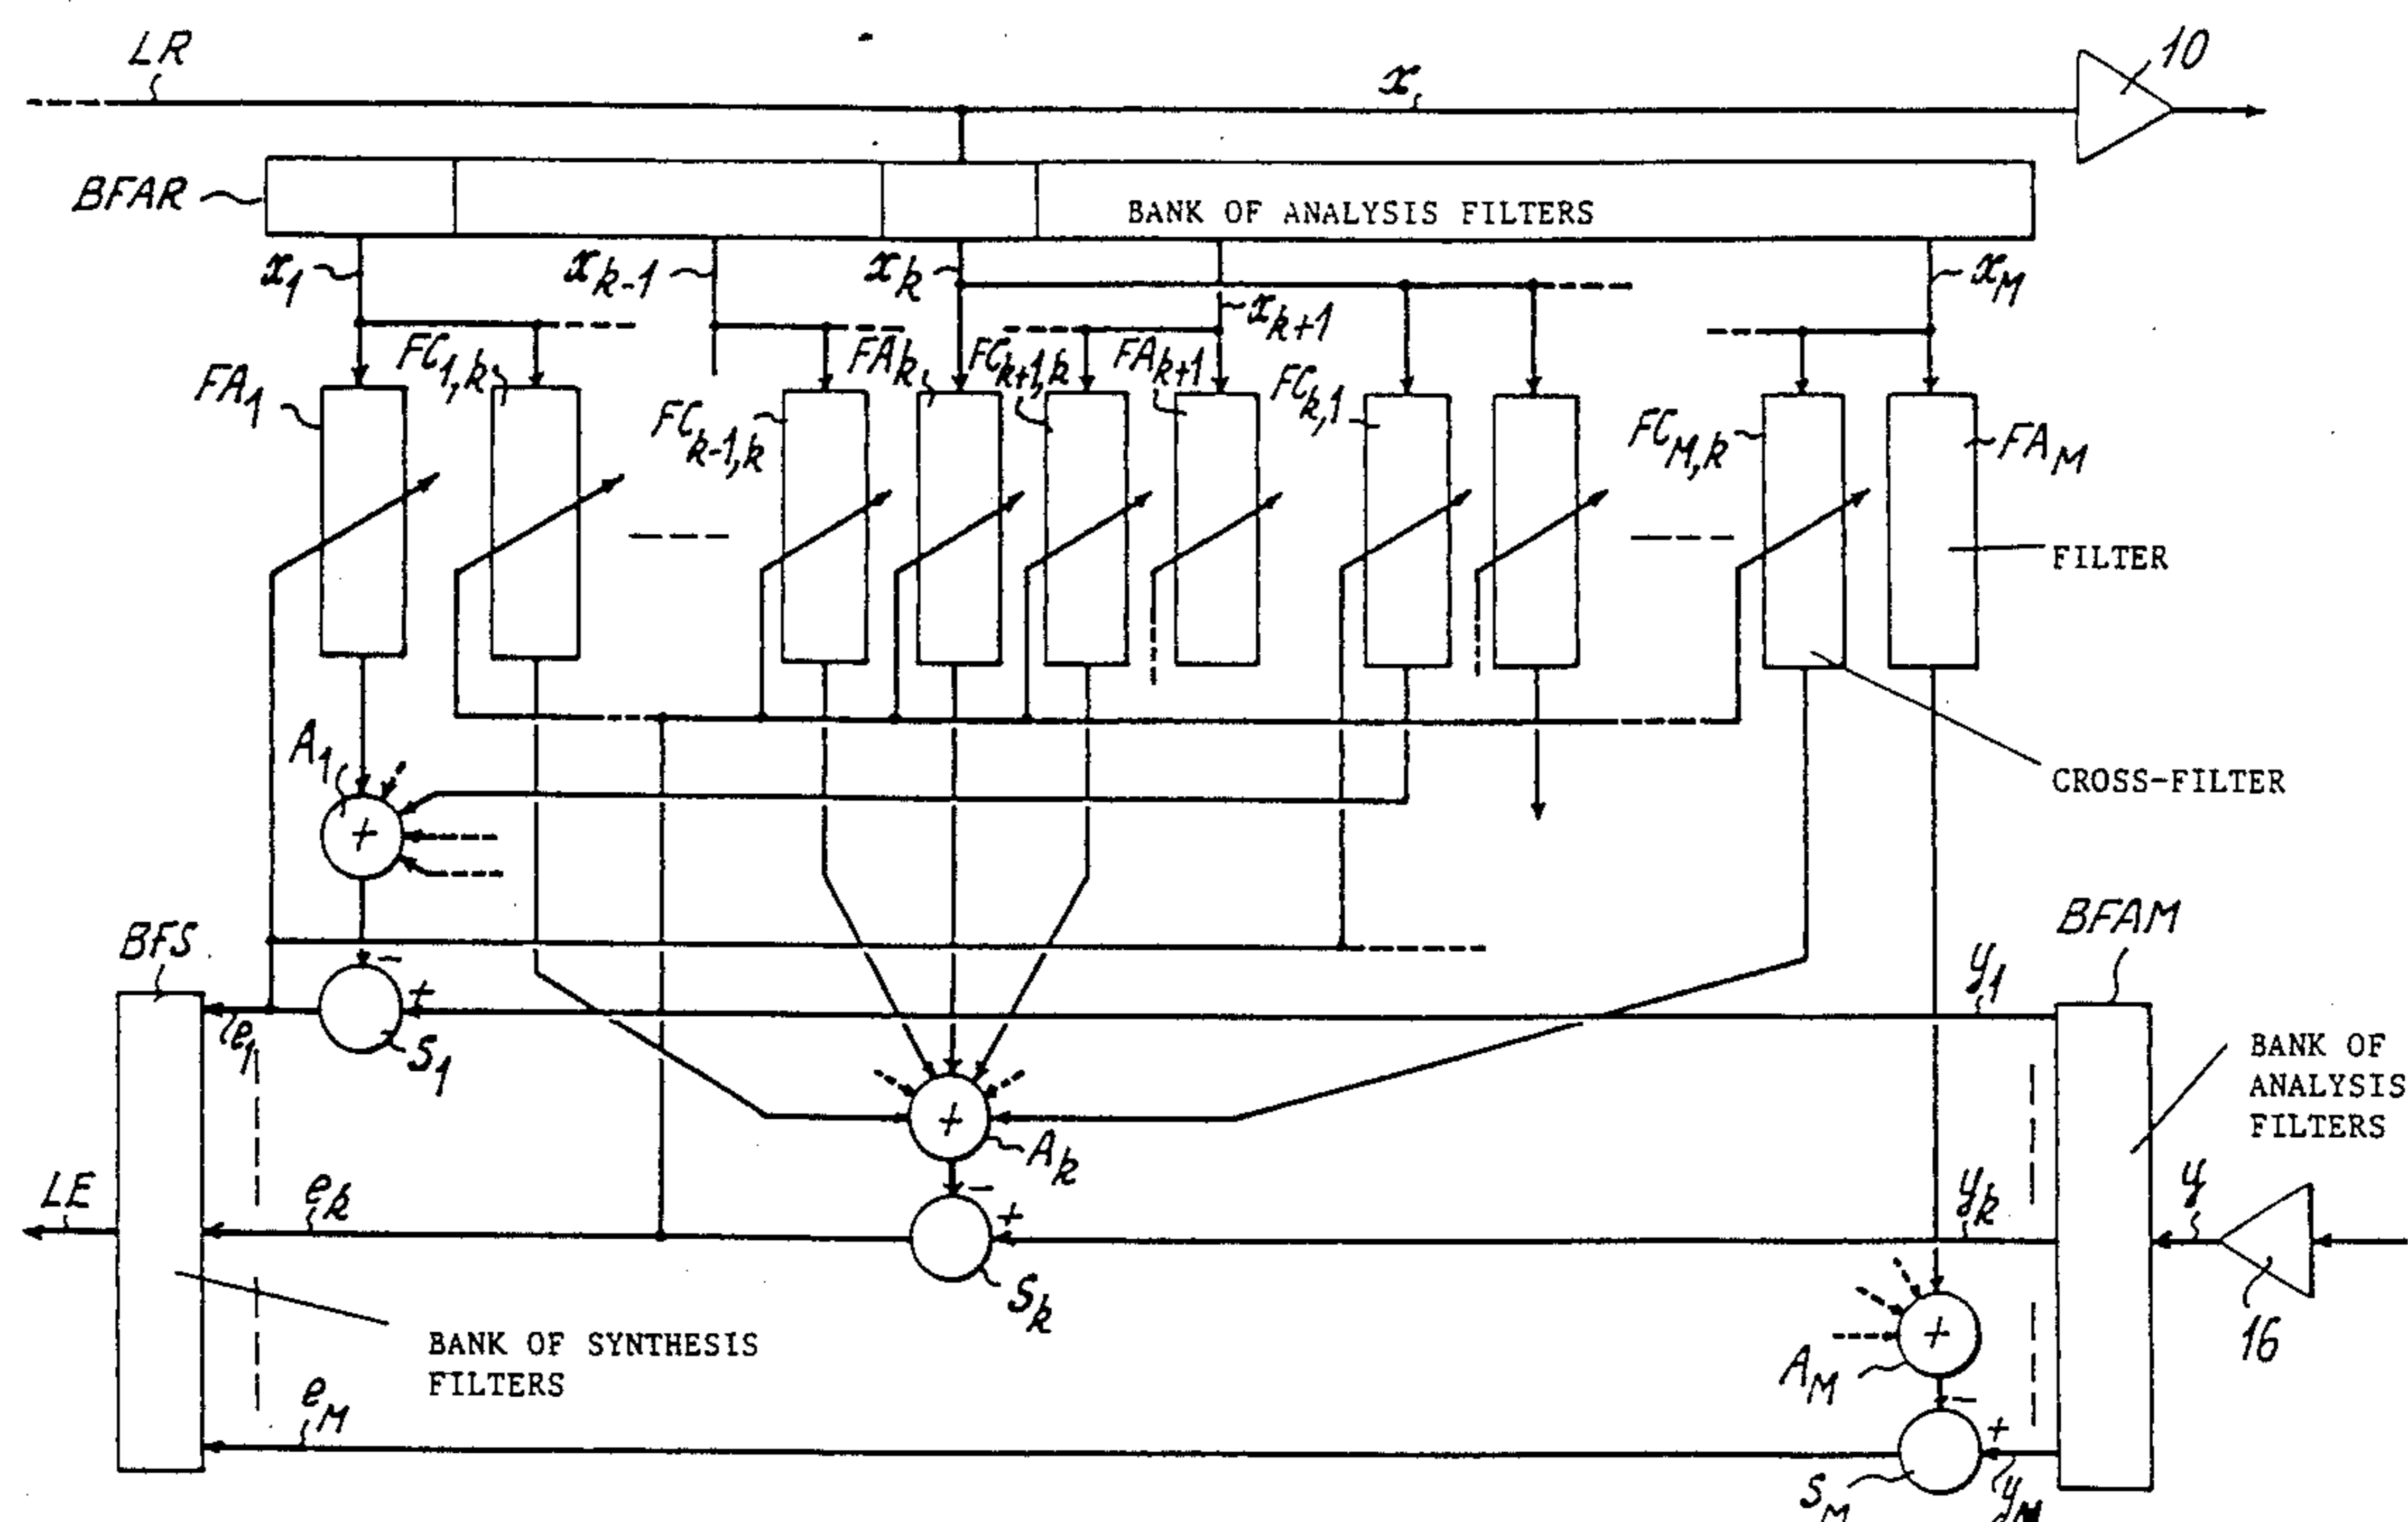 LR
x
10
BFAR
BANK OF ANALYSIS FILTERS
x1
xk-1
xk
xk+1
xM
FA1
FC1,k
FCk-1,k
FAk
FCk+1,k
FAk+1
FCk,1
FCM,k
FAM
FILTER
CROSS-FILTER
A1
+
BFS
BFAM
-
+
y1
e1
S1
BANK OF
ANALYSIS
FILTERS
+
Ak
LE
ek
-
+
yk
y
Sk
16
BANK OF SYNTHESIS
FILTERS
+
AM
eM
-
+
SM
yM